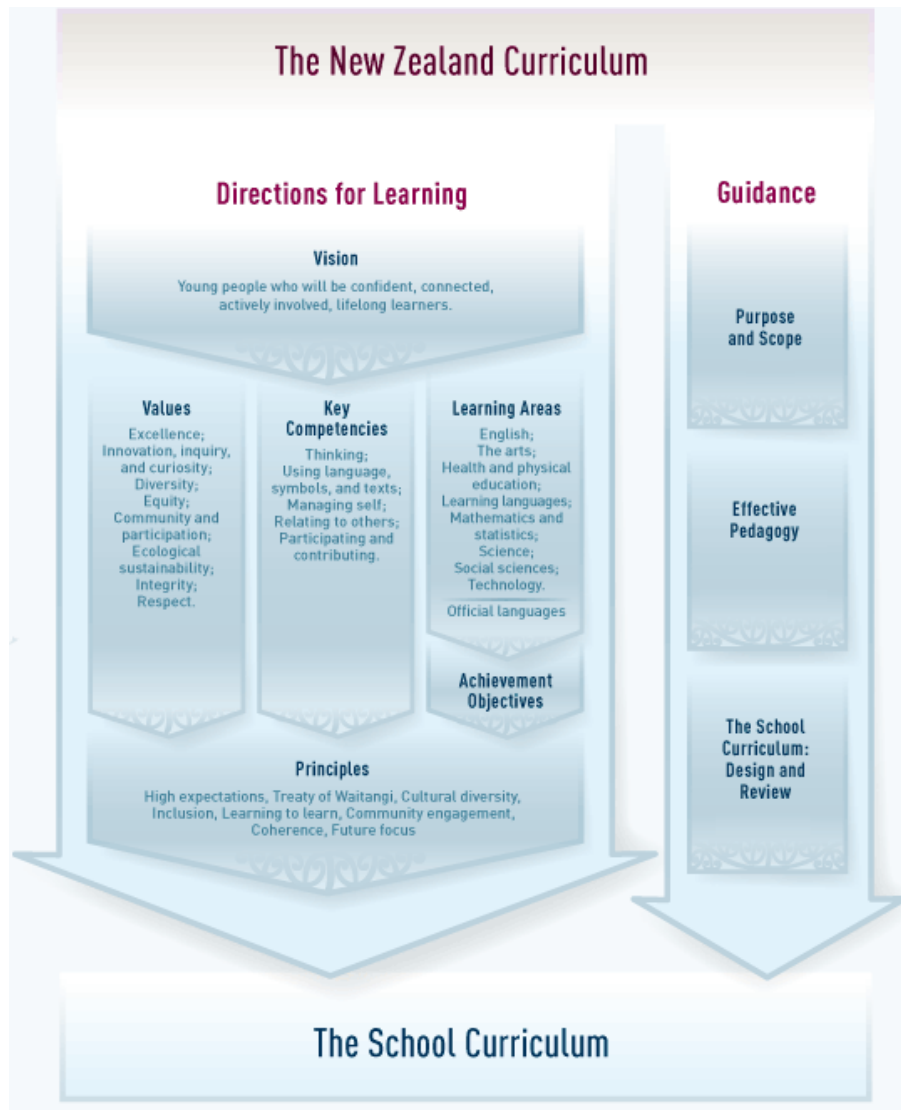 The New Zealand Curriculum
Directions for Learning
Vision
Young people who will be confident, connected,
actively involved, lifelong learners.
Values
Excellence;
Innovation, inquiry,
and curiosity;
Diversity;
Equity;
Community and
participation;
Ecological
sustainability;
Integrity;
Respect.
Key
Competencies
Thinking;
Using language,
symbols, and texts;
Managing self;
Relating to others;
Participating and
contributing.
Learning Areas
English;
The arts;
Health and physical
education;
Learning languages;
Mathematics and
statistics;
Science;
Social sciences;
Technology.
Official languages
Achievement
Objectives
Principles
High expectations, Treaty of Waitangi, Cultural diversity,
Inclusion, Learning to learn, Community engagement,
Coherence, Future focus
Guidance
Purpose
and Scope
Effective
Pedagogy
The School
Curriculum:
Design and
Review
The School Curriculum